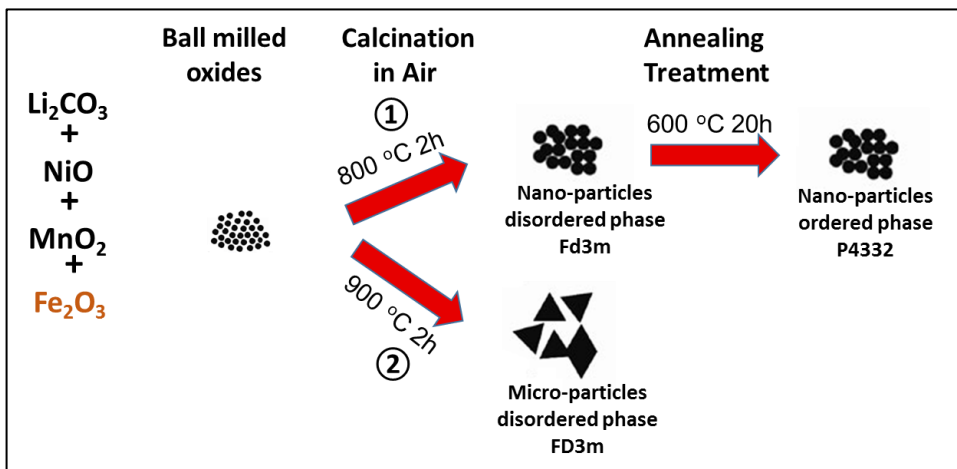 Li₂CO₃
+
NiO
+
MnO₂
+
Fe₂O₃
Ball milled
oxides
Calcination
in Air
①
800 °C 2h
900 °C 2h
②
Nano-particles
disordered phase
Fd3m
Micro-particles
disordered phase
FD3m
Annealing
Treatment
600 °C 20h
Nano-particles
ordered phase
P4332